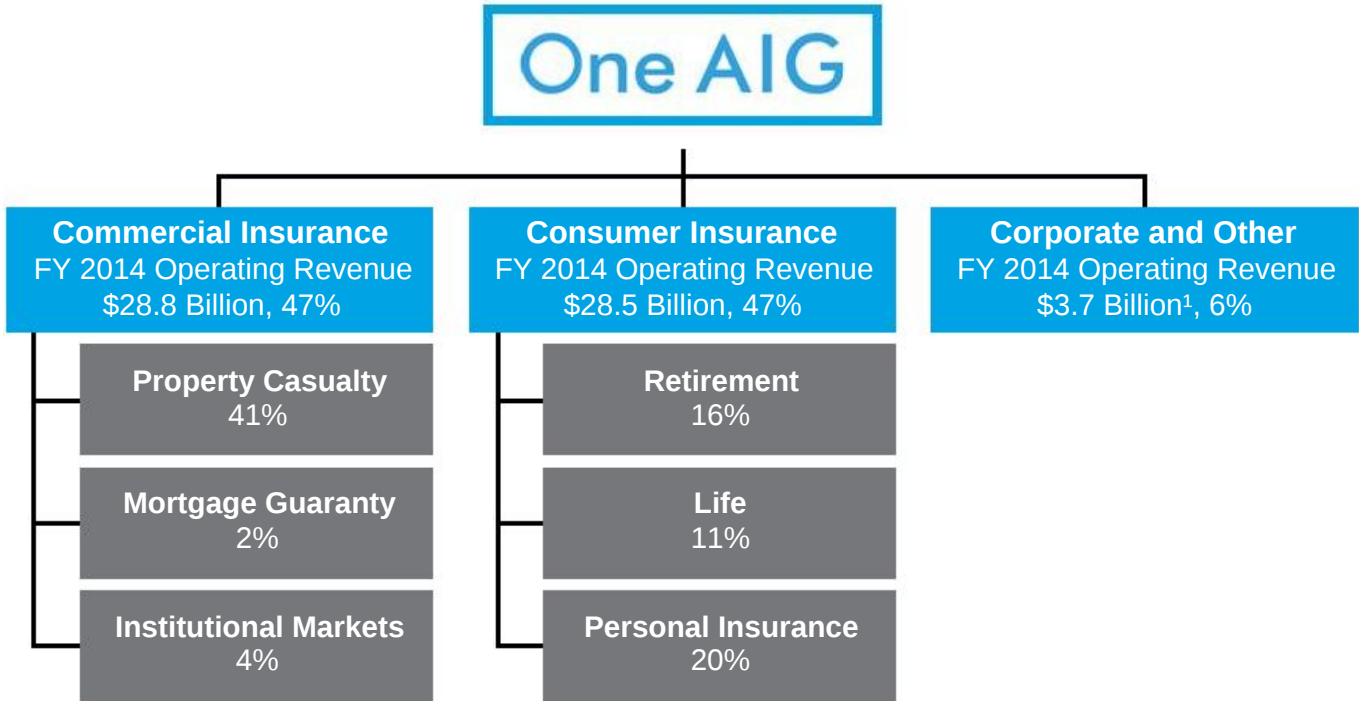 One AIG
Commercial Insurance
FY 2014 Operating Revenue
$28.8 Billion, 47%
Property Casualty
41%
Mortgage Guaranty
2%
Institutional Markets
4%
Consumer Insurance
FY 2014 Operating Revenue
$28.5 Billion, 47%
Retirement
16%
Life
11%
Personal Insurance
20%
Corporate and Other
FY 2014 Operating Revenue
$3.7 Billion¹, 6%